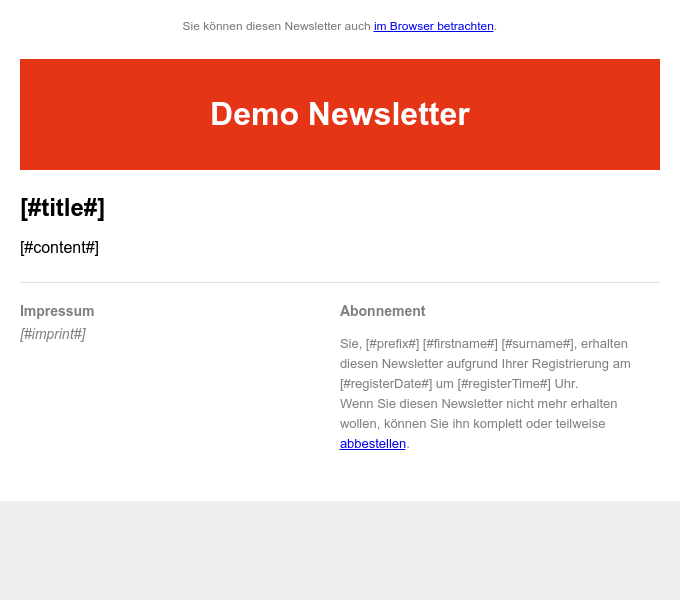 Sie können diesen Newsletter auch im Browser betrachten.
Demo Newsletter
[#title#]
[#content#]
Impressum
[#imprint#]
Abonnement
Sie, [#prefix#] [#firstname#] [#surname#], erhalten
diesen Newsletter aufgrund Ihrer Registrierung am
[#registerDate#] um [#registerTime#] Uhr.
Wenn Sie diesen Newsletter nicht mehr erhalten
wollen, können Sie ihn komplett oder teilweise
abbestellen.